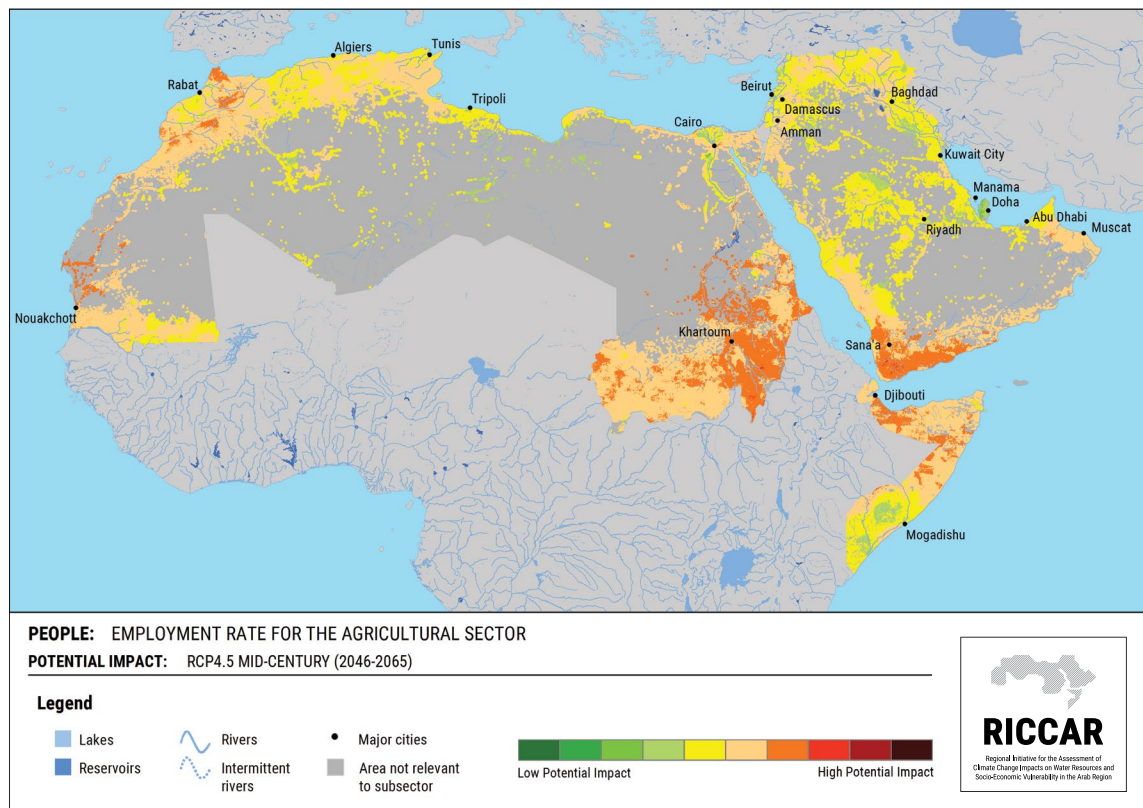 Algiers
Tunis
Rabat
Tripoli
Beirut
Damascus
Baghdad
Cairo
Amman
Kuwait City
Manama
Doha
Abu Dhabi
Riyadh
Muscat
Nouakchott
Khartoum
Sana'a
Djibouti
Mogadishu
PEOPLE: EMPLOYMENT RATE FOR THE AGRICULTURAL SECTOR
POTENTIAL IMPACT: RCP4.5 MID-CENTURY (2046-2065)
Legend
Lakes
Reservoirs
Rivers
Intermittent
rivers
Major cities
Area not relevant
to subsector
Low Potential Impact
High Potential Impact
RICCAR
Regional Initiative for the Assessment of
Climate Change Impacts on Water Resources and
Socio-Economic Vulnerability in the Arab Region